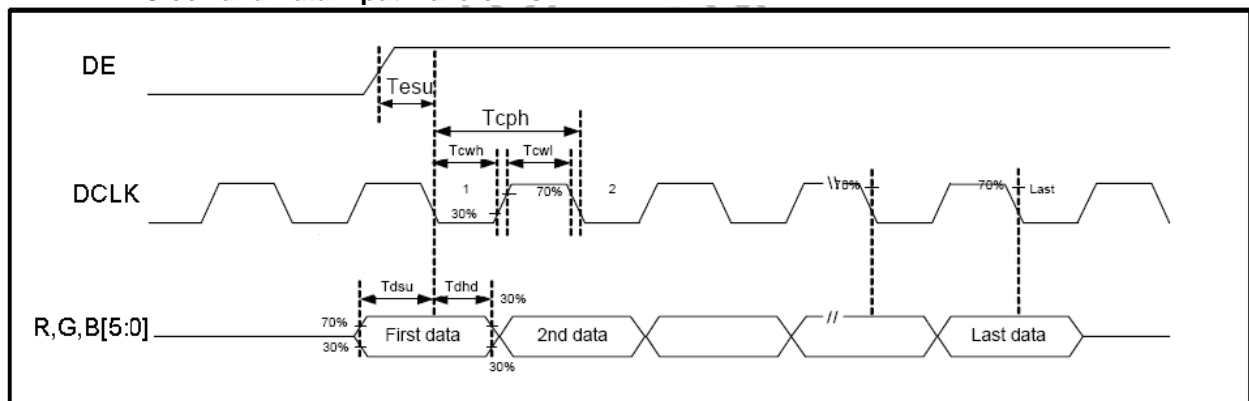 DE
Tesu
Tcph
Tcwh
Tcwl
DCLK
1
70%
2
30%
\\
70%
70%
Last
Tdsu
Tdhd
30%
R,G,B[5:0]
70%
First data
2nd data
//
Last data
30%
30%